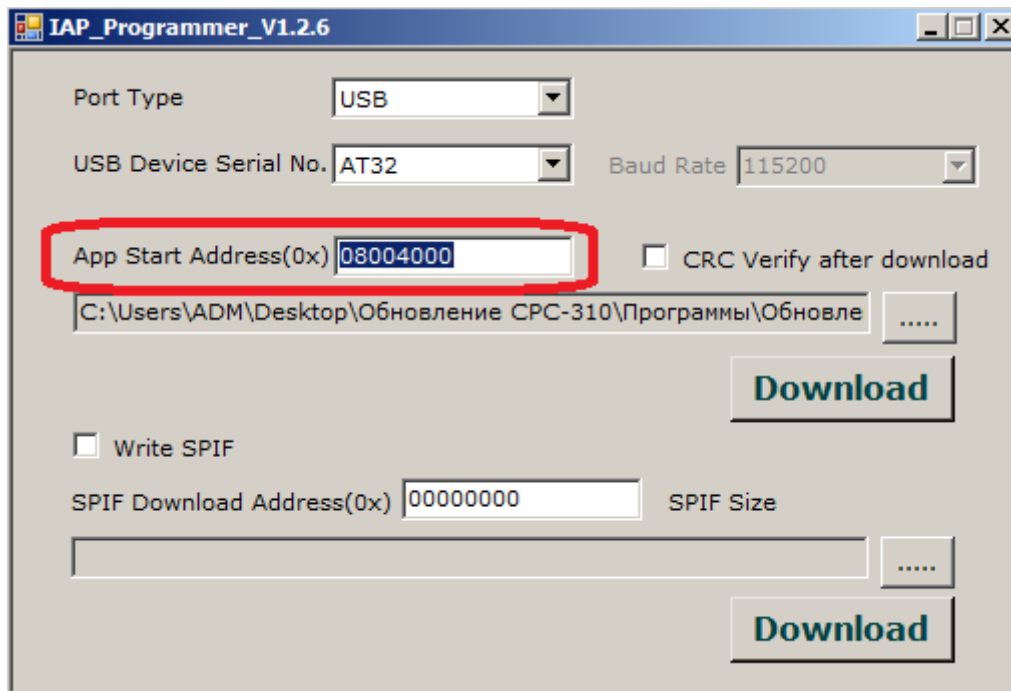 IAP_Programmer_V1.2.6
Port Type USB
USB Device Serial No. AT32 Baud Rate 115200
App Start Address(0x) 08004000 CRC Verify after download
C:\Users\ADM\Desktop\Обновление СРС-310\Программы\Обновле .....
Download
Write SPIF
SPIF Download Address(0x) 00000000 SPIF Size
.....
Download